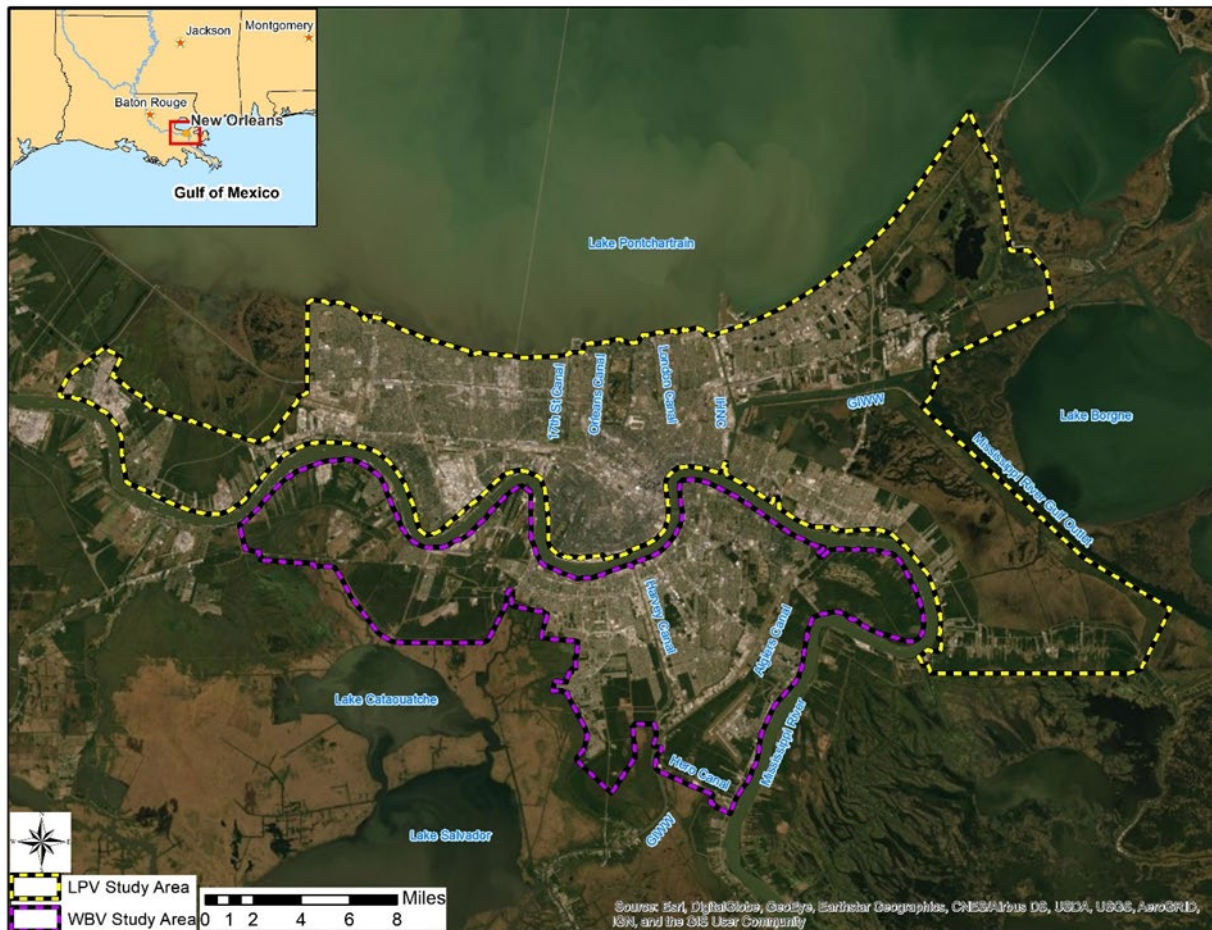 Jackson
Montgomery
Baton Rouge
New Orleans
Gulf of Mexico
Lake Pontchartrain
17th St Canal
Orleans Canal
London Canal
IHNC
GIWW
Lake Borgne
Mississippi River Gulf Outlet
Harvey Canal
Algiers Canal
Lake Cataouatche
Mississippi River
Hero Canal
GIWW
Lake Salvador
N
W
E
S
LPV Study Area
WBV Study Area
Miles
0 1 2 4 6 8
Source: Esri, DigitalGlobe, GeoEye, Earthstar Geographics, CNES/Airbus DS, USDA, USGS, AeroGRID,
IGN, and the GIS User Community